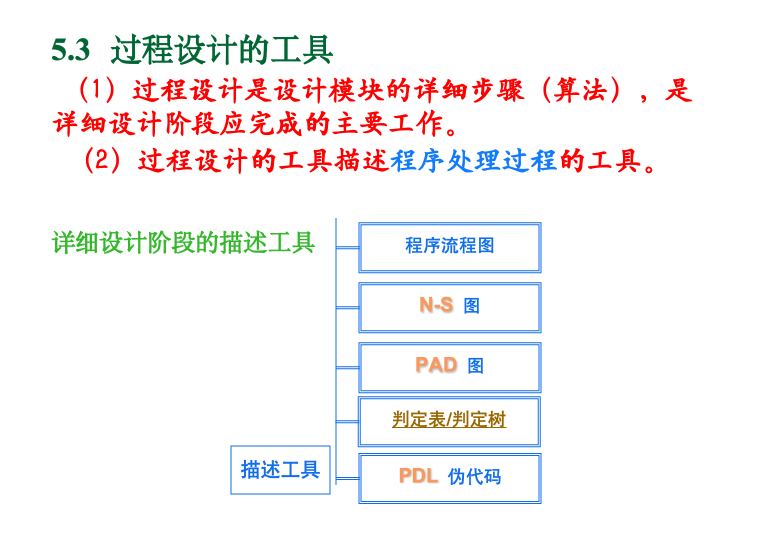 5.3 过程设计的工具
（1）过程设计是设计模块的详细步骤（算法），是
详细设计阶段应完成的主要工作。
（2）过程设计的工具描述程序处理过程的工具。
详细设计阶段的描述工具
程序流程图
N-S 图
PAD 图
判定表/判定树
描述工具
PDL 伪代码